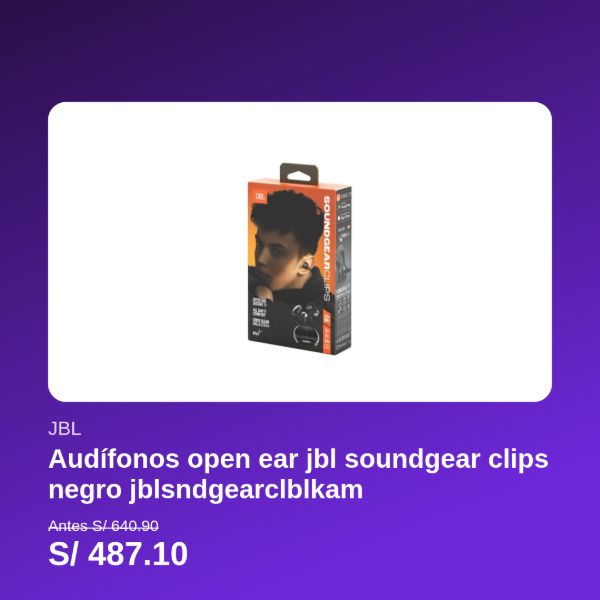 JBL
SOUNDGEARCLIPS
JBL
Audífonos open ear jbl soundgear clips
negro jblsndgearclblkam
Antes S/ 640.90
S/ 487.10